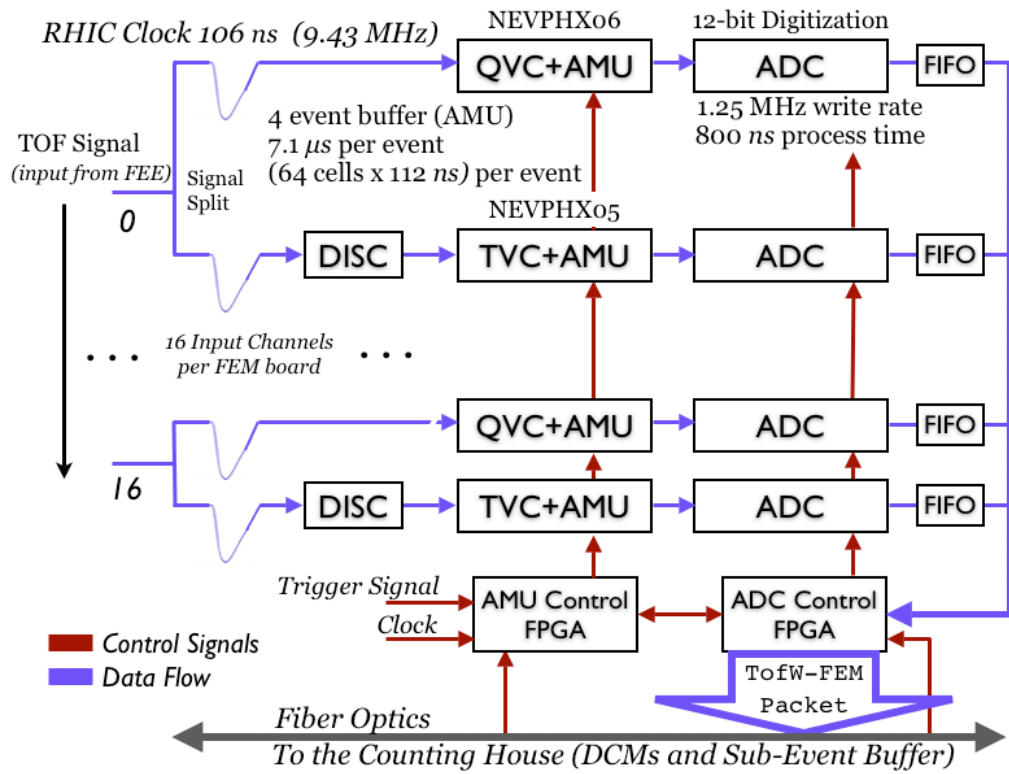 NEVPHX06
12-bit Digitization
RHIC Clock 106 ns (9.43 MHz)
QVC+AMU
ADC
FIFO
4 event buffer (AMU)
7.1 µs per event
(64 cells x 112 ns) per event
1.25 MHz write rate
800 ns process time
TOF Signal
(input from FEE)
Signal
Split
0
NEVPHX05
DISC
TVC+AMU
ADC
FIFO
. . .
16 Input Channels
per FEM board
. . .
QVC+AMU
ADC
FIFO
16
DISC
TVC+AMU
ADC
FIFO
Trigger Signal
Clock
AMU Control
FPGA
ADC Control
FPGA
Control Signals
Data Flow
TofW-FEM
Packet
Fiber Optics
To the Counting House (DCMs and Sub-Event Buffer)